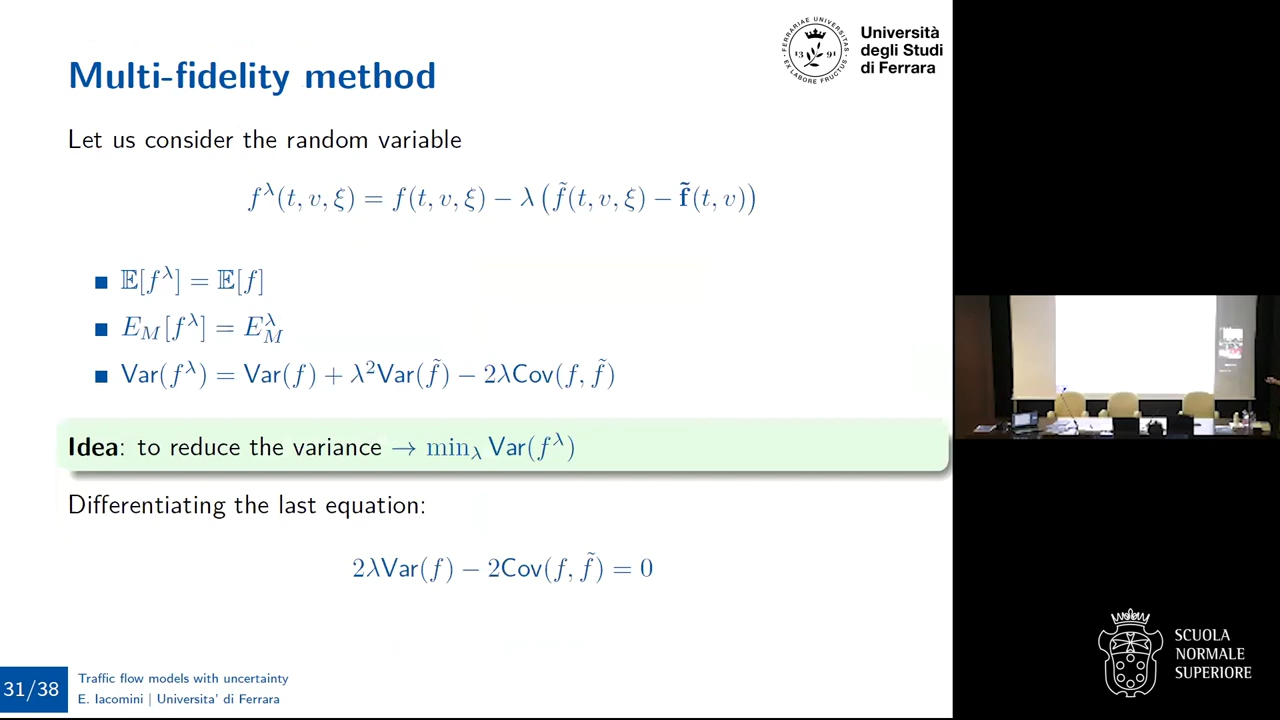 Università
degli Studi
di Ferrara
Multi-fidelity method
Let us consider the random variable
f^λ(t, v, ξ) = f(t, v, ξ) − λ (f̃(t, v, ξ) − 𝐟̃(t, v))
■ 𝔼[f^λ] = 𝔼[f]
■ E_M[f^λ] = E_M^λ
■ Var(f^λ) = Var(f) + λ²Var(f̃) − 2λCov(f, f̃)
Idea: to reduce the variance → min_λ Var(f^λ)
Differentiating the last equation:
2λVar(f) − 2Cov(f, f̃) = 0
31/38
Traffic flow models with uncertainty
E. Iacomini | Universita' di Ferrara
SCUOLA
NORMALE
SUPERIORE